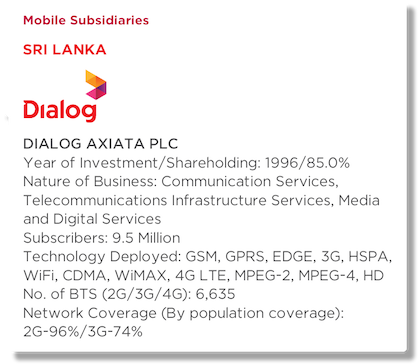 Mobile Subsidiaries
SRI LANKA
Dialog
DIALOG AXIATA PLC
Year of Investment/Shareholding: 1996/85.0%
Nature of Business: Communication Services,
Telecommunications Infrastructure Services, Media
and Digital Services
Subscribers: 9.5 Million
Technology Deployed: GSM, GPRS, EDGE, 3G, HSPA,
WiFi, CDMA, WiMAX, 4G LTE, MPEG-2, MPEG-4, HD
No. of BTS (2G/3G/4G): 6,635
Network Coverage (By population coverage):
2G-96%/3G-74%